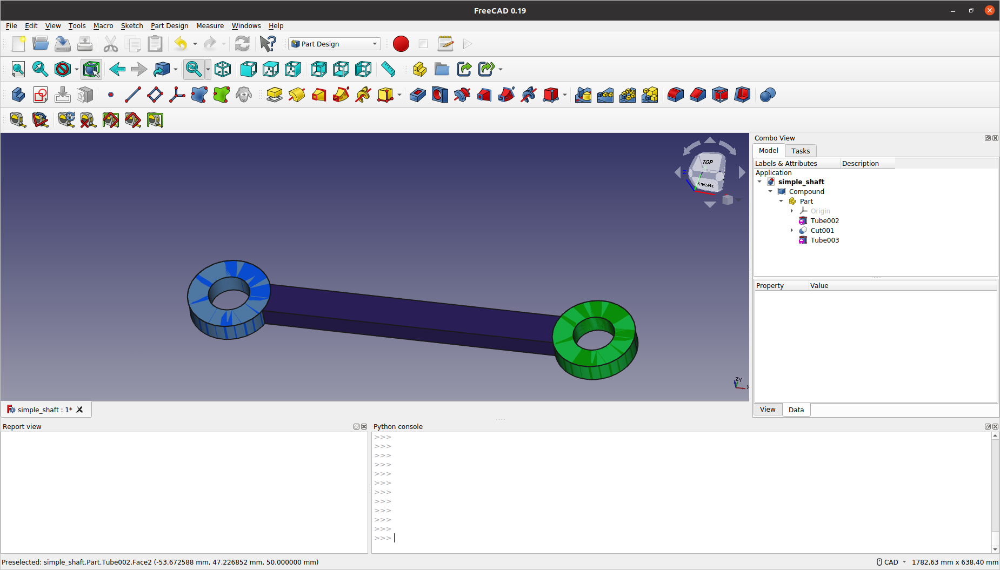 FreeCAD 0.19
File Edit View Tools Macro Sketch Part Design Measure Windows Help
Part Design
Combo View
Model Tasks
Labels & Attributes Description
Application
simple_shaft
Compound
Part
Origin
Tube002
Cut001
Tube003
TOP
FRONT
Z
Z Y
X
Property Value
View Data
simple_shaft : 1*
Report view
Python console
>>>
>>>
>>>
>>>
>>>
>>>
>>>
>>>
>>>
>>>
>>>
>>>
Preselected: simple_shaft.Part.Tube002.Face2 (-53.672588 mm, 47.226852 mm, 50.000000 mm)
CAD 1782,63 mm x 638,40 mm